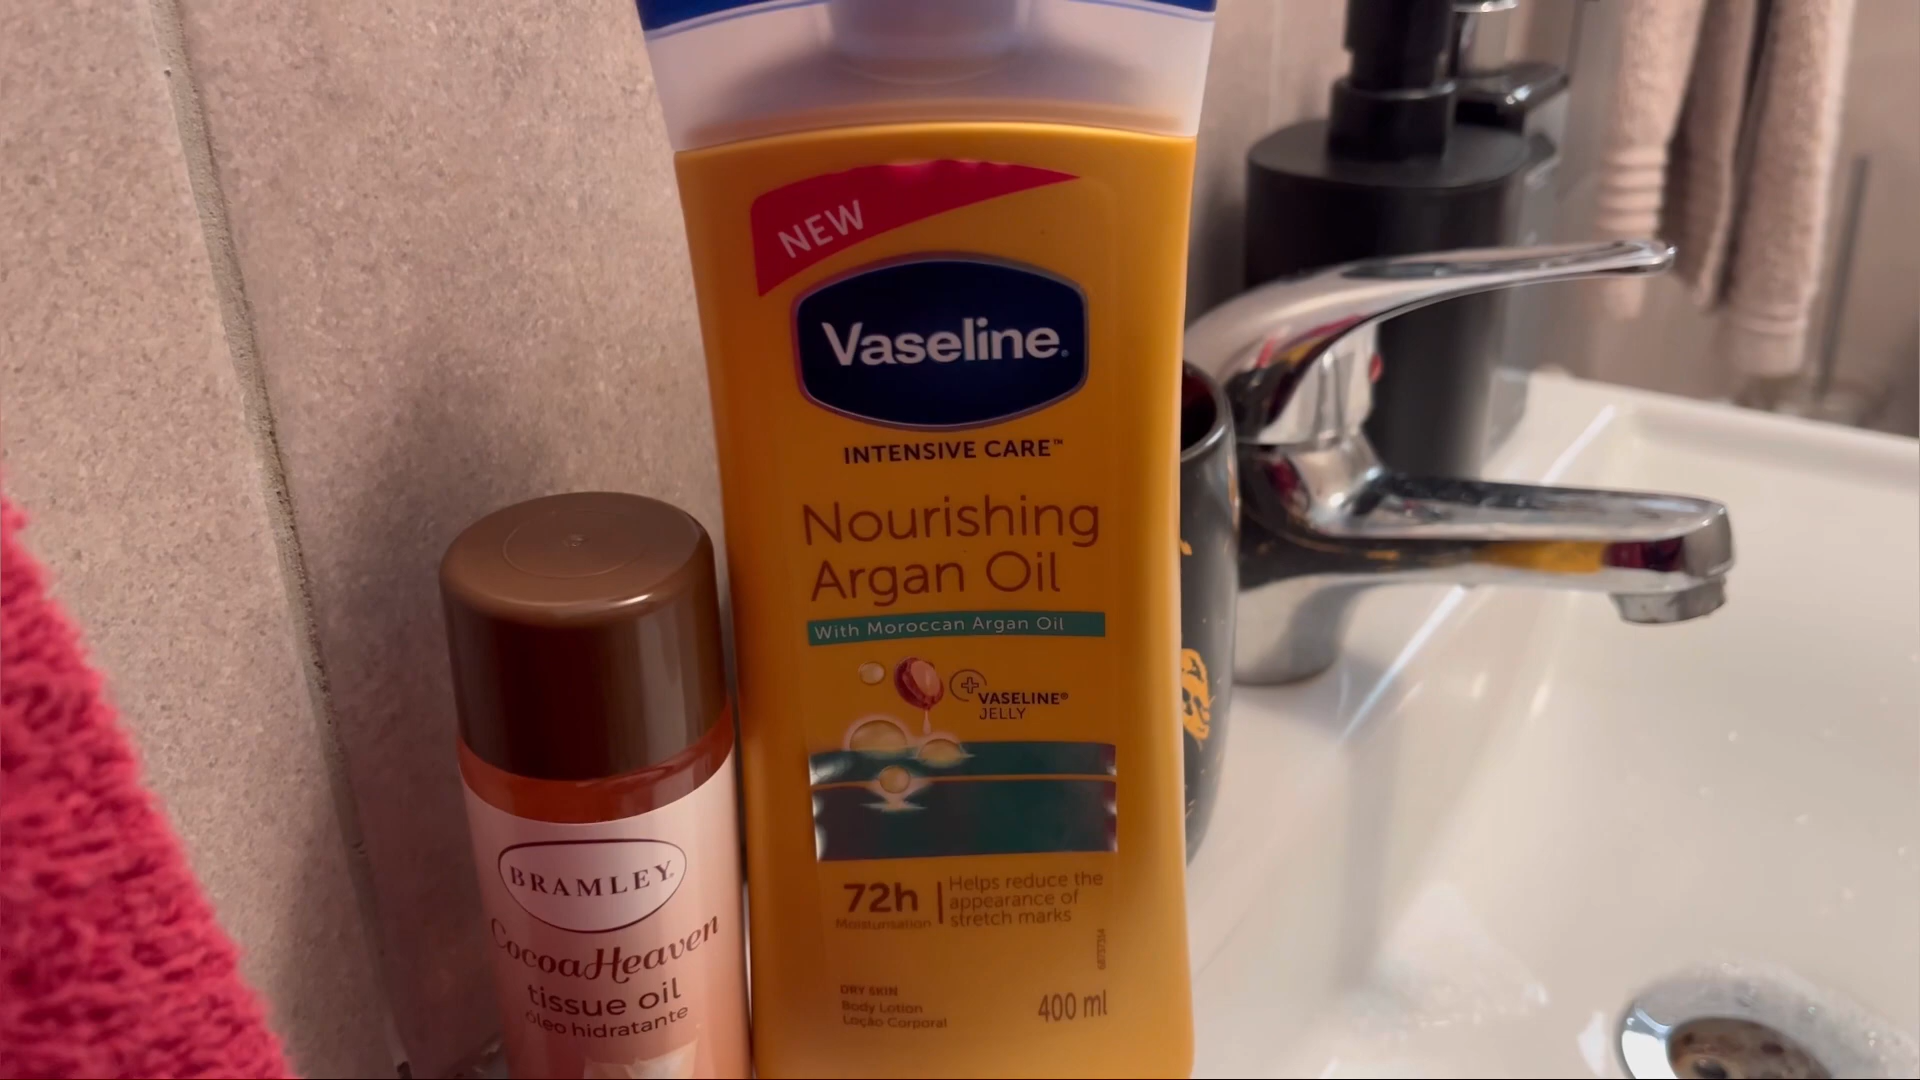 NEW
Vaseline
INTENSIVE CARE™
Nourishing
Argan Oil
With Moroccan Argan Oil
VASELINE®
JELLY
72h
Moisturisation
Helps reduce the
appearance of
stretch marks
68737354
DRY SKIN
Body Lotion
Loção Corporal
400 ml
BRAMLEY
CocoaHeaven
tissue oil
óleo hidratante